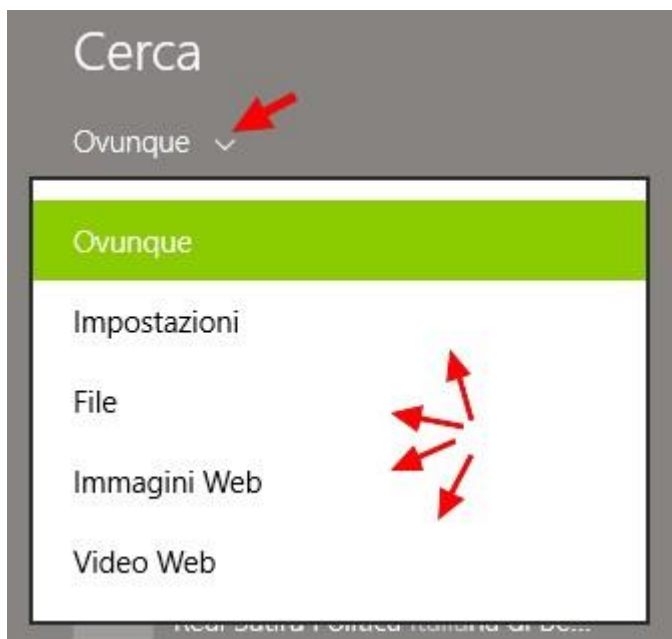 Cerca
Ovunque
Ovunque
Impostazioni
File
Immagini Web
Video Web